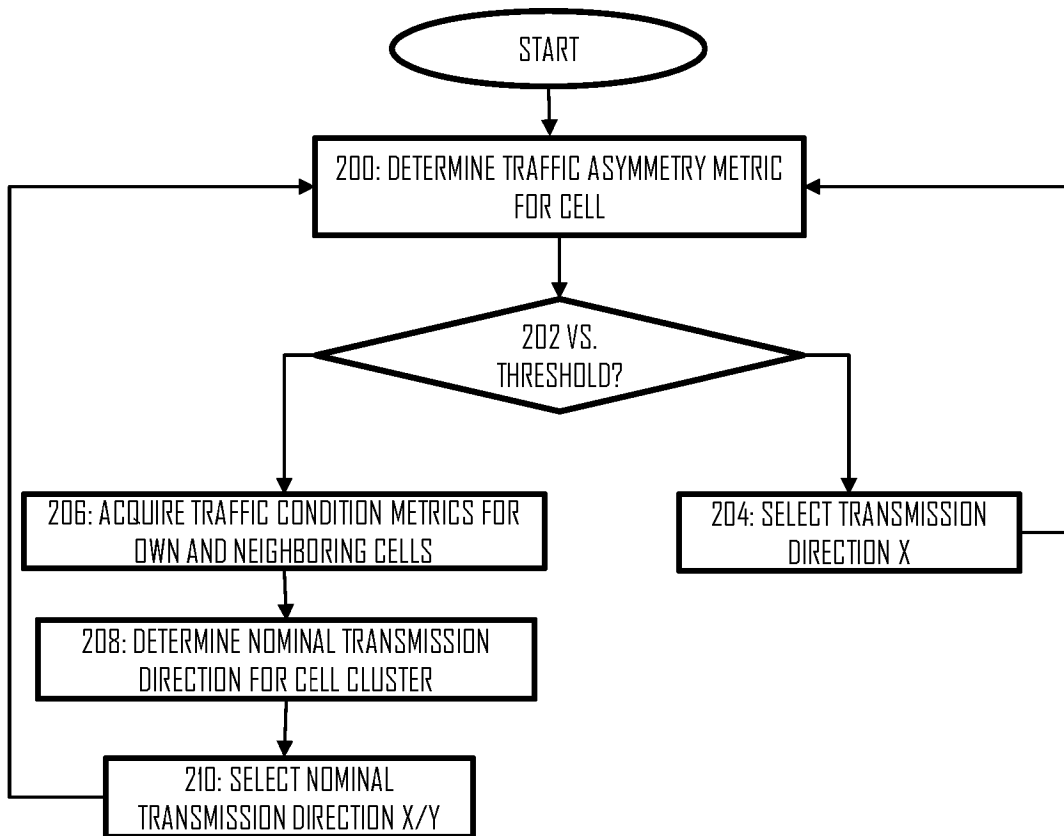 START
200: DETERMINE TRAFFIC ASYMMETRY METRIC
FOR CELL
202 VS.
THRESHOLD?
206: ACQUIRE TRAFFIC CONDITION METRICS FOR
OWN AND NEIGHBORING CELLS
204: SELECT TRANSMISSION
DIRECTION X
208: DETERMINE NOMINAL TRANSMISSION
DIRECTION FOR CELL CLUSTER
210: SELECT NOMINAL
TRANSMISSION DIRECTION X/Y